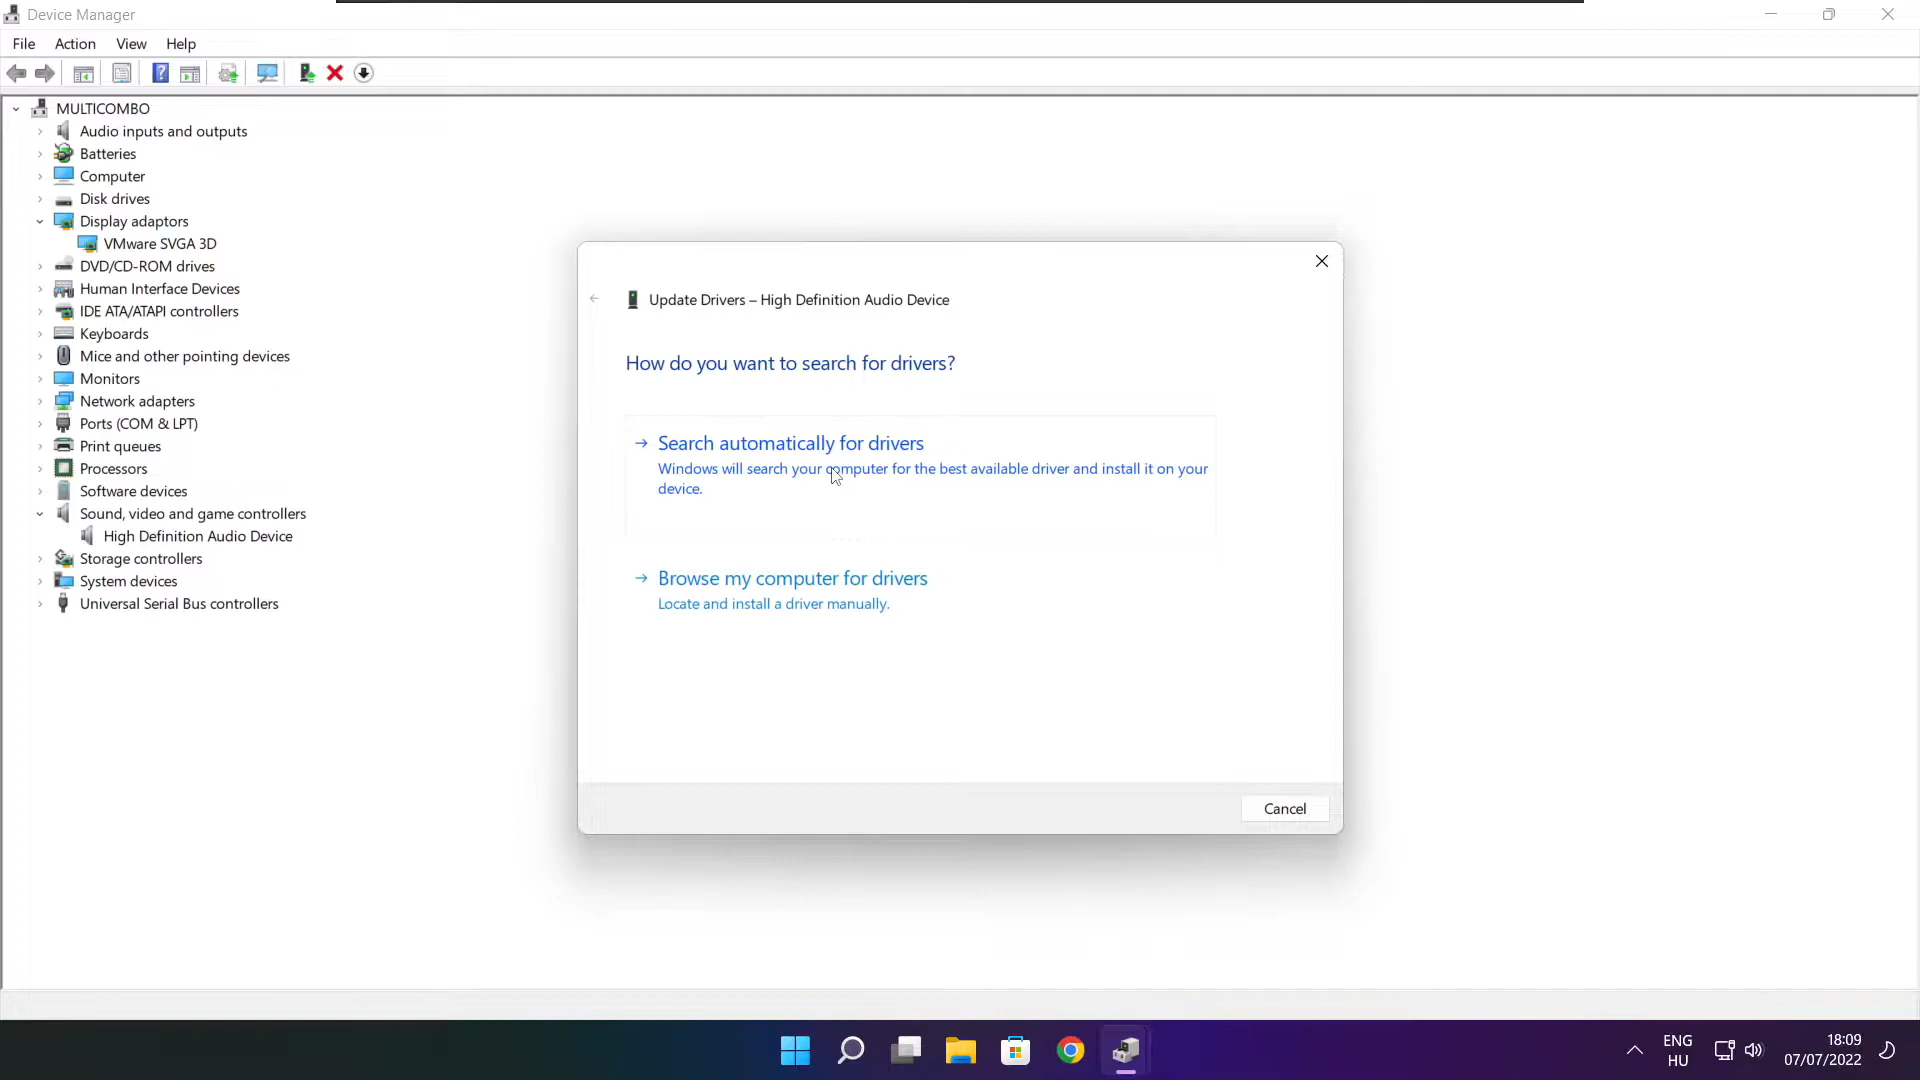 Device Manager
File Action View Help
MULTICOMBO
Audio inputs and outputs
Batteries
Computer
Disk drives
Display adaptors
VMware SVGA 3D
DVD/CD-ROM drives
Human Interface Devices
IDE ATA/ATAPI controllers
Keyboards
Mice and other pointing devices
Monitors
Network adapters
Ports (COM & LPT)
Print queues
Processors
Software devices
Sound, video and game controllers
High Definition Audio Device
Storage controllers
System devices
Universal Serial Bus controllers
Update Drivers – High Definition Audio Device
How do you want to search for drivers?
Search automatically for drivers
Windows will search your computer for the best available driver and install it on your
device.
Browse my computer for drivers
Locate and install a driver manually.
Cancel
ENG
HU
18:09
07/07/2022